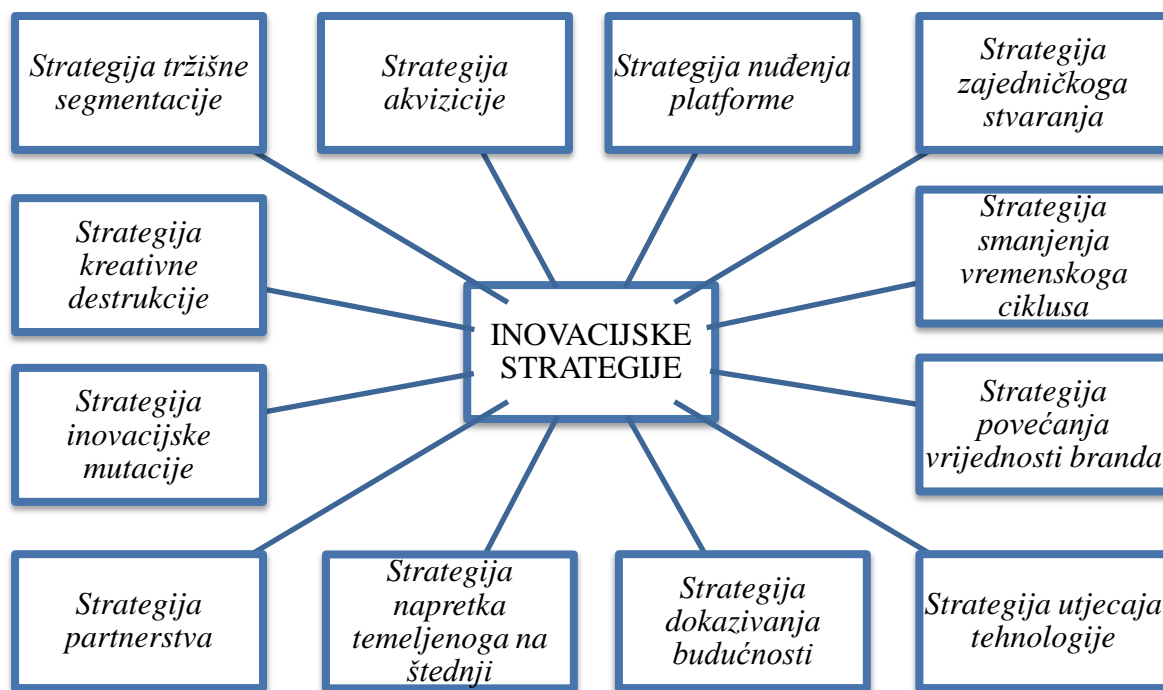 Strategija tržišne
segmentacije
Strategija
akvizicije
Strategija nuđenja
platforme
Strategija
zajedničkoga
stvaranja
Strategija
kreativne
destrukcije
Strategija
smanjenja
vremenskoga
ciklusa
INOVACIJSKE
STRATEGIJE
Strategija
inovacijske
mutacije
Strategija
povećanja
vrijednosti branda
Strategija
partnerstva
Strategija
napretka
temeljenoga na
štednji
Strategija
dokazivanja
budućnosti
Strategija utjecaja
tehnologije